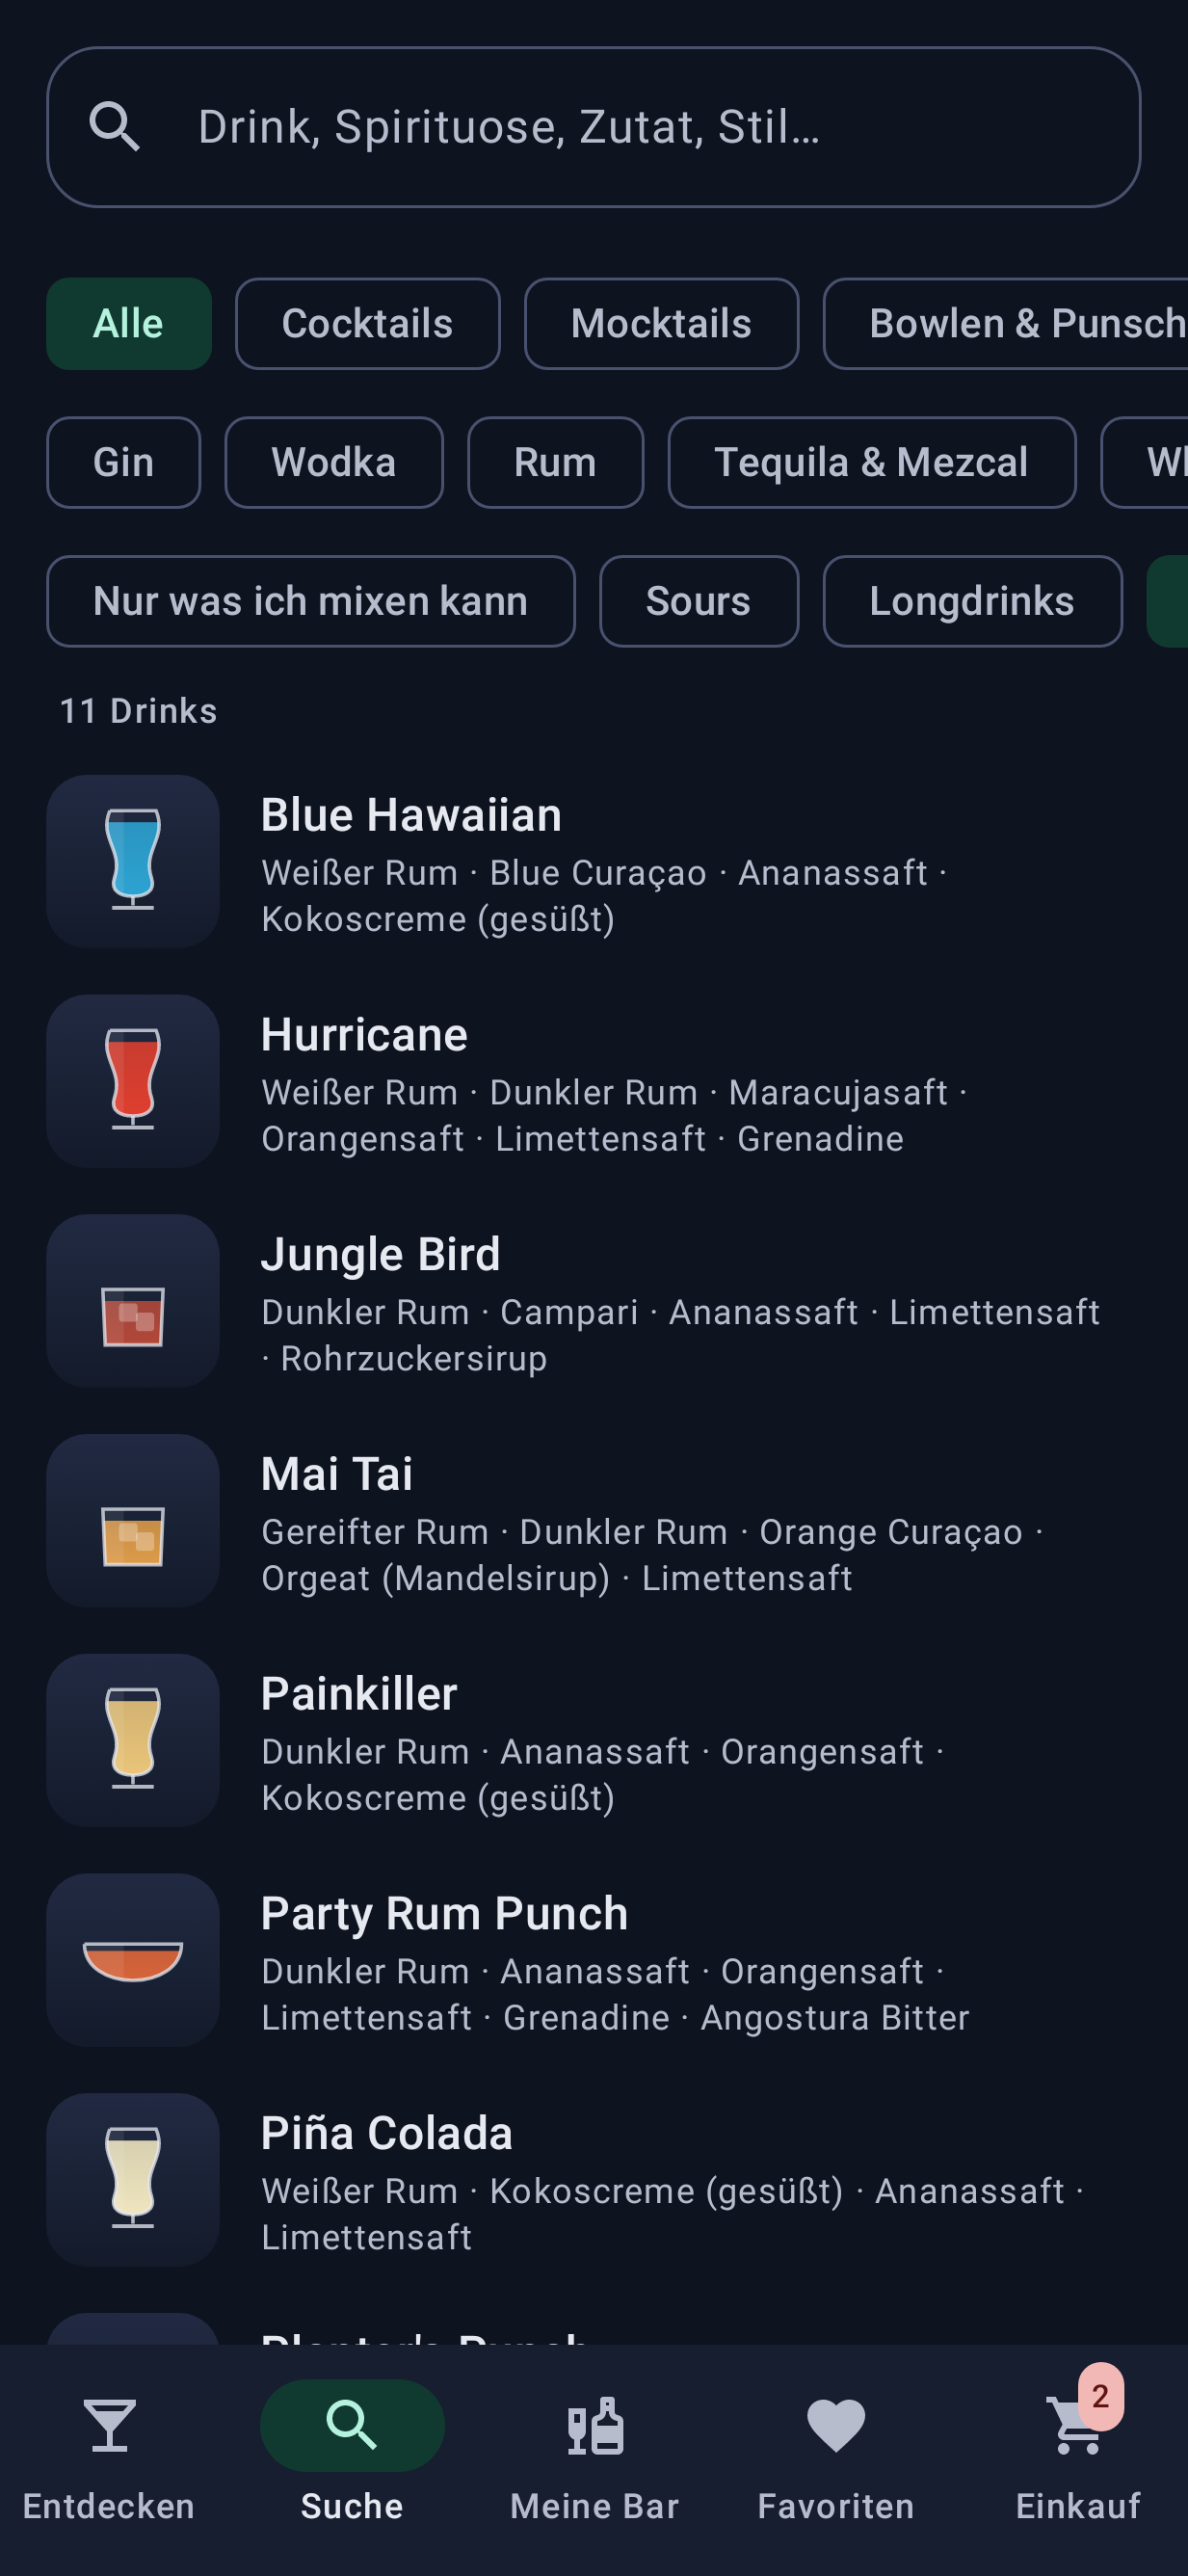 Drink, Spirituose, Zutat, Stil…
Alle
Cocktails
Mocktails
Bowlen & Punsch
Gin
Wodka
Rum
Tequila & Mezcal
Nur was ich mixen kann
Sours
Longdrinks
11 Drinks
Blue Hawaiian
Weißer Rum · Blue Curaçao · Ananassaft ·
Kokoscreme (gesüßt)
Hurricane
Weißer Rum · Dunkler Rum · Maracujasaft ·
Orangensaft · Limettensaft · Grenadine
Jungle Bird
Dunkler Rum · Campari · Ananassaft · Limettensaft
· Rohrzuckersirup
Mai Tai
Gereifter Rum · Dunkler Rum · Orange Curaçao ·
Orgeat (Mandelsirup) · Limettensaft
Painkiller
Dunkler Rum · Ananassaft · Orangensaft ·
Kokoscreme (gesüßt)
Party Rum Punch
Dunkler Rum · Ananassaft · Orangensaft ·
Limettensaft · Grenadine · Angostura Bitter
Piña Colada
Weißer Rum · Kokoscreme (gesüßt) · Ananassaft ·
Limettensaft
Planter's Punch
2
Entdecken
Suche
Meine Bar
Favoriten
Einkauf